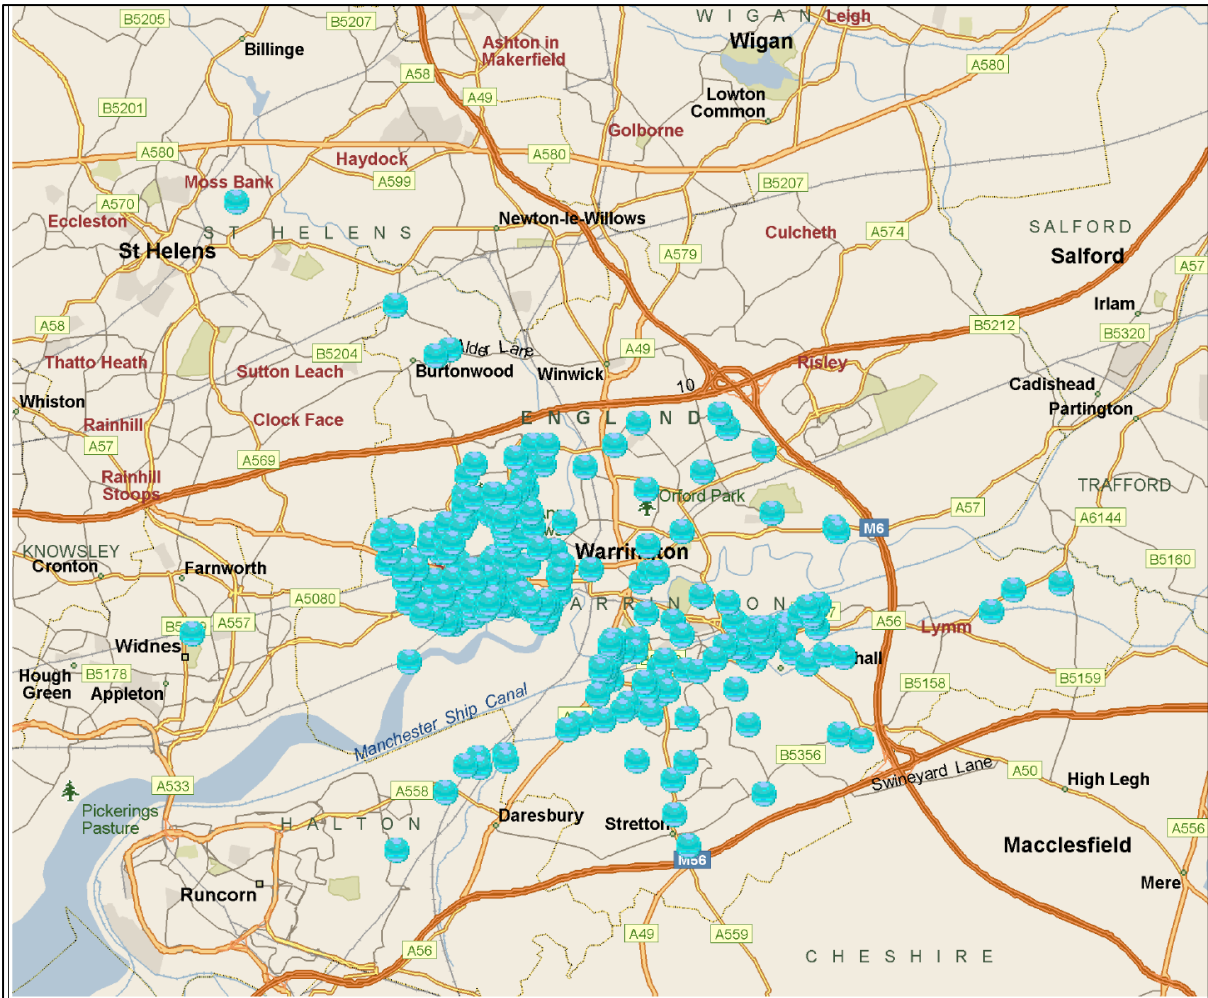 B5205
B5207
WIGAN
Leigh
Billinge
Ashton in
Makerfield
Wigan
A58
A580
B5201
A49
Lowton
Common
Golborne
A580
Haydock
A580
A599
Moss Bank
B5207
A570
Eccleston
Newton-le-Willows
ST HELENS
Culcheth
A574
SALFORD
St Helens
A579
Salford
A57
Irlam
A58
B5212
B5320
Thatto Heath
B5204
Alder Lane
A49
Sutton Leach
Burtonwood
Winwick
Risley
10
Cadishead
Whiston
Partington
Rainhill
Clock Face
ENGLAND
A57
A569
Rainhill
Stoops
Orford Park
TRAFFORD
A57
A6144
M6
KNOWSLEY
Cronton
Warrington
B5160
Farnworth
A5080
A557
A56
Lymm
Widnes
hall
Hough
Green
B5178
Appleton
B5158
B5159
Manchester Ship Canal
B5356
Swineyard Lane
A50
High Legh
A533
A558
Pickerings
Pasture
HALTON
Daresbury
Stretton
A556
M56
Macclesfield
Runcorn
Mere
A56
A49
A559
CHESHIRE